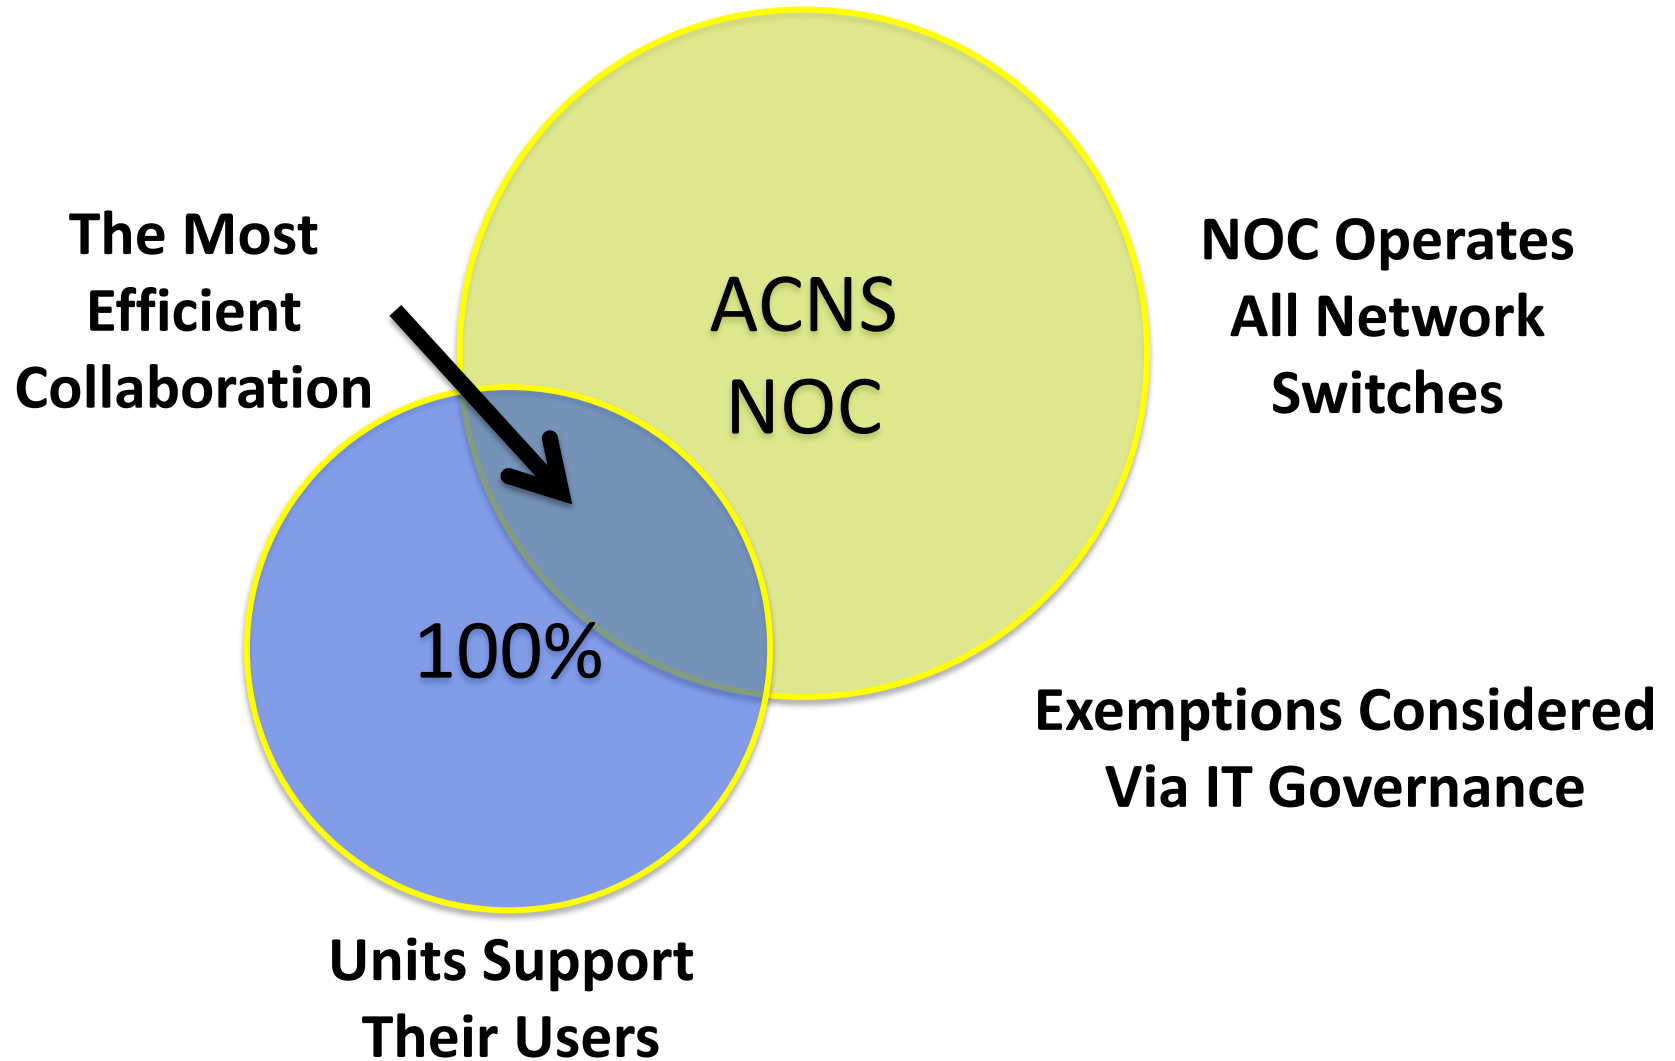 The Most
Efficient
Collaboration
ACNS
NOC
NOC Operates
All Network
Switches
100%
Exemptions Considered
Via IT Governance
Units Support
Their Users